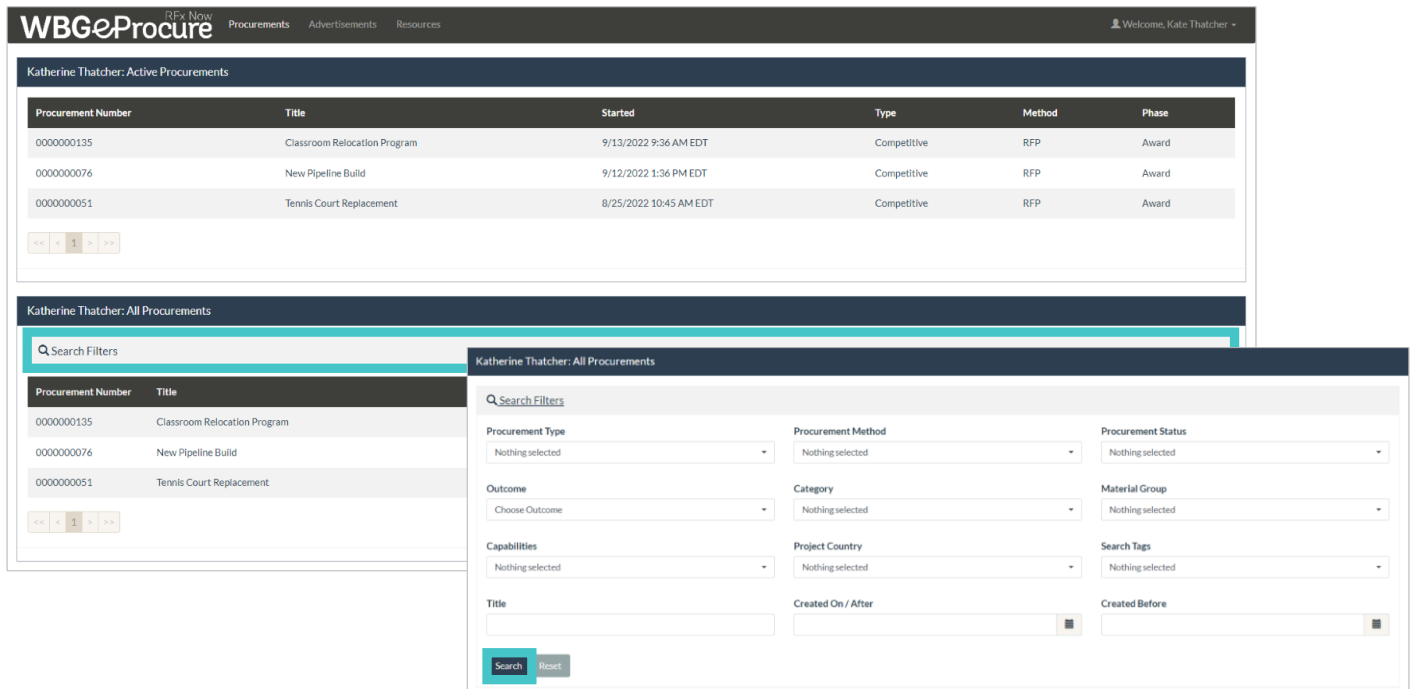 RFx Now
WBGeProcure Procurements Advertisements Resources Welcome, Kate Thatcher
Katherine Thatcher: Active Procurements
Procurement Number Title Started Type Method Phase
0000000135 Classroom Relocation Program 9/13/2022 9:36 AM EDT Competitive RFP Award
0000000076 New Pipeline Build 9/12/2022 1:36 PM EDT Competitive RFP Award
0000000051 Tennis Court Replacement 8/25/2022 10:45 AM EDT Competitive RFP Award
<< < 1 > >>
Katherine Thatcher: All Procurements
Search Filters
Procurement Number Title
0000000135 Classroom Relocation Program
0000000076 New Pipeline Build
0000000051 Tennis Court Replacement
<< < 1 > >>
Katherine Thatcher: All Procurements
Search Filters
Procurement Type Procurement Method Procurement Status
Nothing selected Nothing selected Nothing selected
Outcome Category Material Group
Choose Outcome Nothing selected Nothing selected
Capabilities Project Country Search Tags
Nothing selected Nothing selected Nothing selected
Title Created On / After Created Before
Search Reset